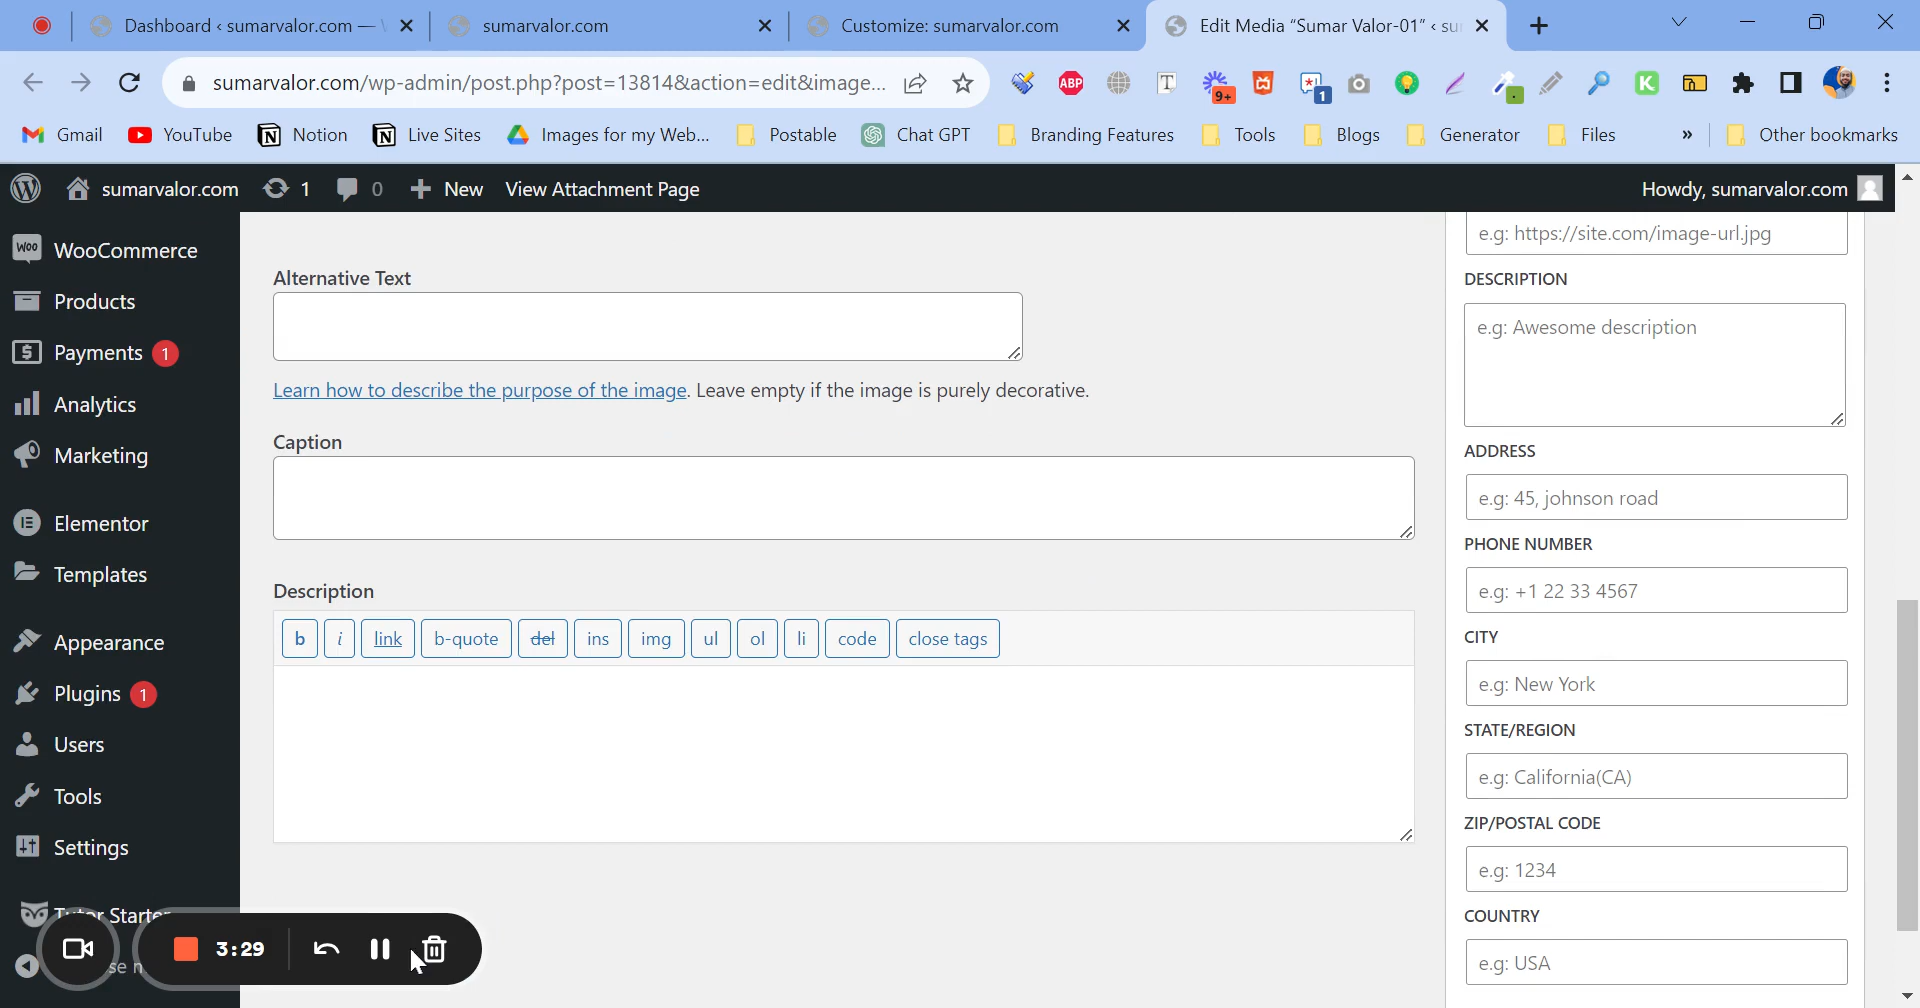 Dashboard ‹ sumarvalor.com —
sumarvalor.com
Customize: sumarvalor.com
Edit Media “Sumar Valor-01” ‹ su
sumarvalor.com/wp-admin/post.php?post=13814&action=edit&image...
ABP
T
9+
1
K
Gmail
YouTube
Notion
Live Sites
Images for my Web...
Postable
Chat GPT
Branding Features
Tools
Blogs
Generator
Files
»
Other bookmarks
sumarvalor.com
1
0
New
View Attachment Page
Howdy, sumarvalor.com
WooCommerce
Products
Payments 1
Analytics
Marketing
Elementor
Templates
Appearance
Plugins 1
Users
Tools
Settings
Tutor Starter
se n
3:29
Alternative Text
Learn how to describe the purpose of the image. Leave empty if the image is purely decorative.
Caption
Description
b
i
link
b-quote
del
ins
img
ul
ol
li
code
close tags
e.g: https://site.com/image-url.jpg
DESCRIPTION
e.g: Awesome description
ADDRESS
e.g: 45, johnson road
PHONE NUMBER
e.g: +1 22 33 4567
CITY
e.g: New York
STATE/REGION
e.g: California(CA)
ZIP/POSTAL CODE
e.g: 1234
COUNTRY
e.g: USA